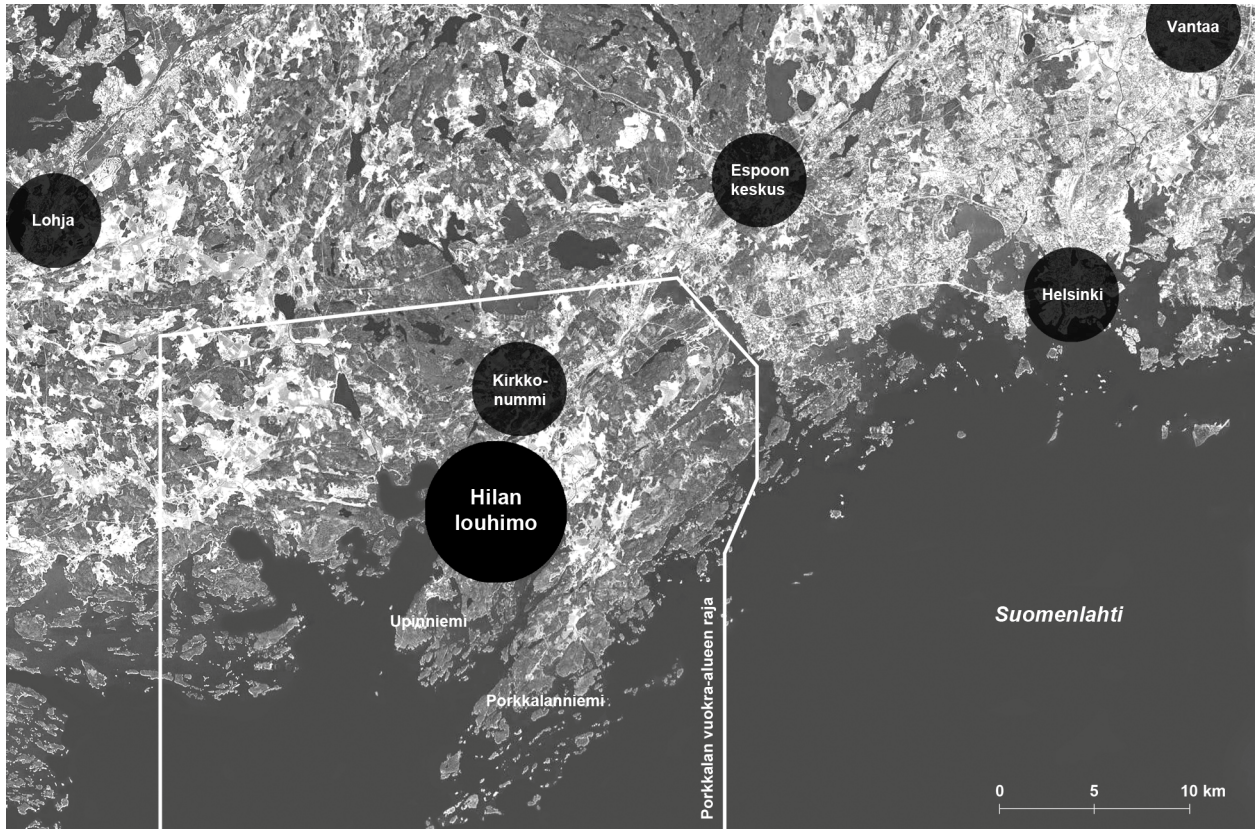 Vantaa
Espoon
keskus
Lohja
Helsinki
Kirkko-
nummi
Hilan
louhimo
Upinniemi
Porkkalanniemi
Porkkalan vuokra-alueen raja
Suomenlahti
0 5 10 km